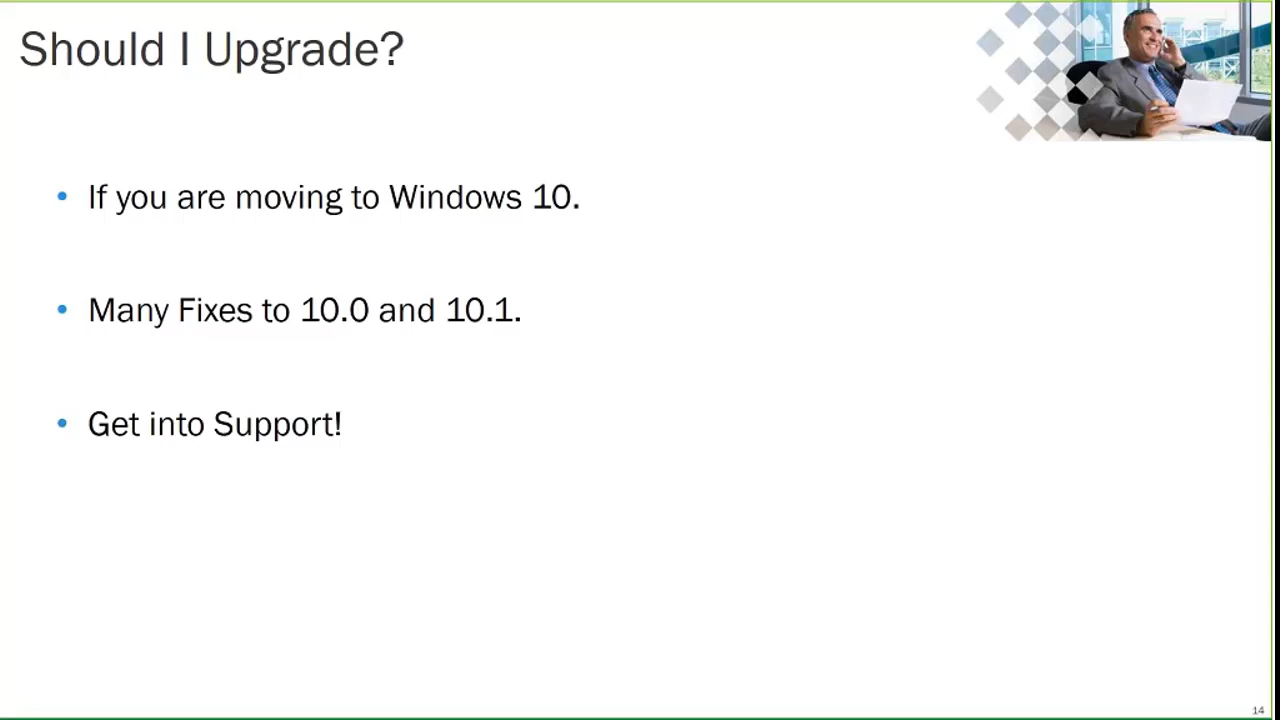 Should I Upgrade?
• If you are moving to Windows 10.
• Many Fixes to 10.0 and 10.1.
• Get into Support!
14